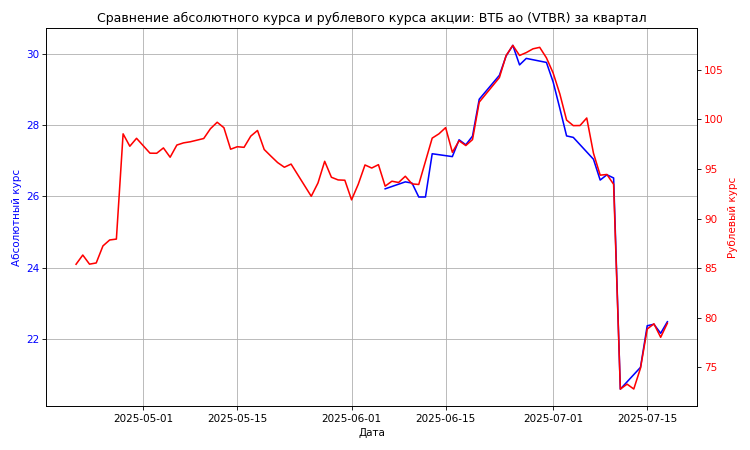 Сравнение абсолютного курса и рублевого курса акции: ВТБ ао (VTBR) за квартал
30
28
26
24
22
Абсолютный курс
105
100
95
90
85
80
75
Рублевый курс
2025-05-01 2025-05-15 2025-06-01 2025-06-15 2025-07-01 2025-07-15
Дата